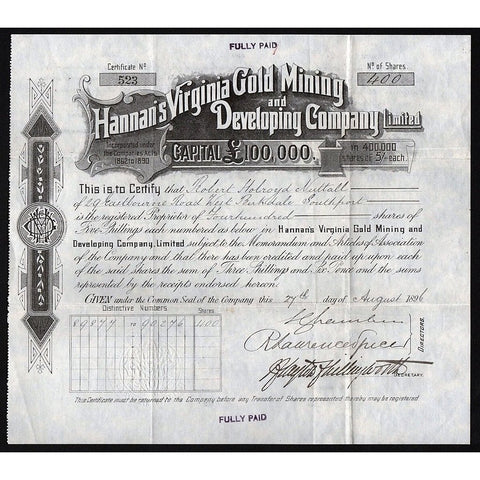 FULLY PAID
Certificate No
523
No of Shares
400
Hannan's Virginia Gold Mining
and
Developing Company Limited
Incorporated under
the Companies Acts
1862 to 1890
CAPITAL £100,000
in 400,000
shares of 5/- each.
This is to Certify that Robert Holroyd Nuttall
of 29 Eastbourne Road West Birkdale Southport
is the registered Proprietor of Four hundred shares of
Five Shillings each numbered as below in Hannan's Virginia Gold Mining and
Developing Company, Limited subject to the Memorandum and Articles of Association
of the Company and that there has been credited and paid up upon each
of the said shares the sum of Three Shillings and Six Pence and the sums
represented by the receipts endorsed hereon.
GIVEN under the Common Seal of the Company this 27th day of August 1896
Distinctive Numbers. Shares
89877 to 90276 400
DIRECTORS.
SECRETARY.
This Certificate must be returned to the Company before any Transfer of Shares represented thereby may be registered
FULLY PAID